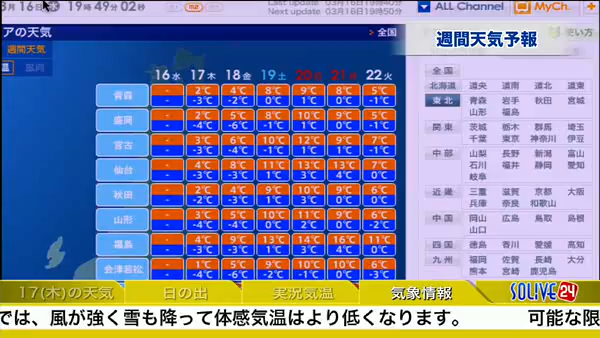 3月16日水 19時49分02秒
update 03月16日19時50分
Next update 03月16日19時50分
ALL Channel
MyCh.
アの天気
全国
使い方
週間天気予報
週間天気
温
風向
16水 17木 18金 19土 20日 21月 22火
青森 - 2℃ 4℃ 8℃ 9℃ 8℃ 5℃
- -3℃ -2℃ 0℃ 1℃ 0℃ -1℃
盛岡 - 2℃ 5℃ 8℃ 10℃ 9℃ 5℃
- -4℃ -6℃ -1℃ 1℃ 0℃ -1℃
宮古 - 3℃ 6℃ 10℃ 12℃ 9℃ 7℃
- -3℃ -3℃ -1℃ 1℃ 1℃ -0℃
仙台 - 4℃ 8℃ 11℃ 13℃ 13℃ 7℃
- -3℃ -1℃ 3℃ 3℃ 4℃ 0℃
秋田 - 2℃ 4℃ 9℃ 10℃ 9℃ 6℃
- -3℃ -2℃ 1℃ 1℃ 0℃ -1℃
山形 - 3℃ 5℃ 10℃ 11℃ 10℃ 6℃
- -4℃ -4℃ 0℃ 2℃ 2℃ -2℃
福島 - 4℃ 9℃ 13℃ 14℃ 16℃ 11℃
- -3℃ -1℃ 1℃ 3℃ 4℃ 0℃
会津若松 - 1℃ 5℃ 9℃ 10℃ 10℃ 6℃
- -4℃ -6℃ -2℃ -1℃ 0℃ -3℃
全国
北海道 道央 道南 道北 道東
東北 青森 岩手 秋田 宮城
山形 福島
関東 茨城 栃木 群馬 埼玉
千葉 東京 神奈川 伊豆
中部 山梨 長野 新潟 富山
石川 福井 静岡 愛知
岐阜
近畿 三重 滋賀 京都 大阪
兵庫 奈良 和歌山
中国 岡山 広島 鳥取 島根
山口
四国 徳島 香川 愛媛 高知
九州 福岡 佐賀 長崎 大分
熊本 宮崎 鹿児島
17(木)の天気 日の出 実況気温 気象情報 SOLIVE24
では、風が強く雪も降って体感気温はより低くなります。 可能な限